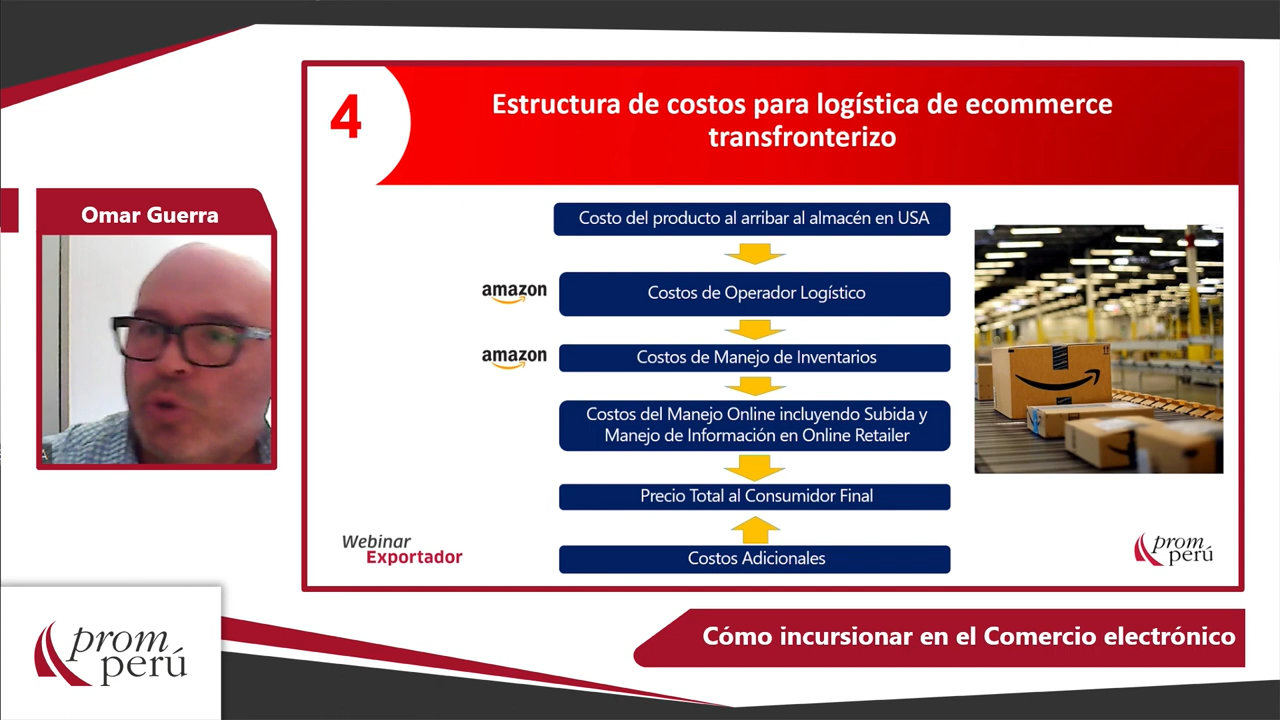 4
Estructura de costos para logística de ecommerce
transfronterizo
Omar Guerra
Costo del producto al arribar al almacén en USA
amazon
Costos de Operador Logístico
amazon
Costos de Manejo de Inventarios
Costos del Manejo Online incluyendo Subida y
Manejo de Información en Online Retailer
Precio Total al Consumidor Final
Costos Adicionales
Webinar
Exportador
prom
perú
Cómo incursionar en el Comercio electrónico
prom
perú